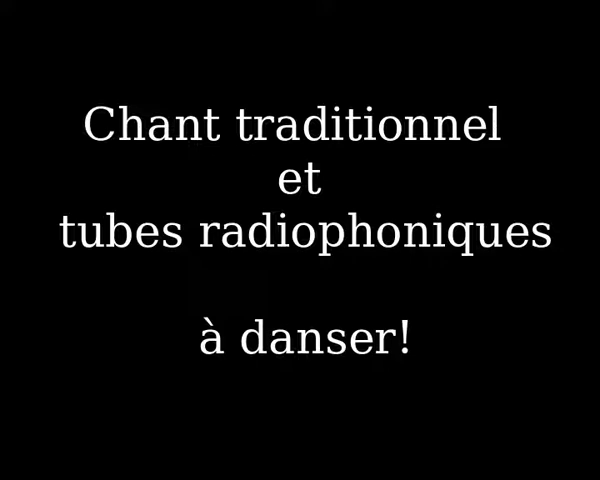 Chant traditionnel
et
tubes radiophoniques
à danser!